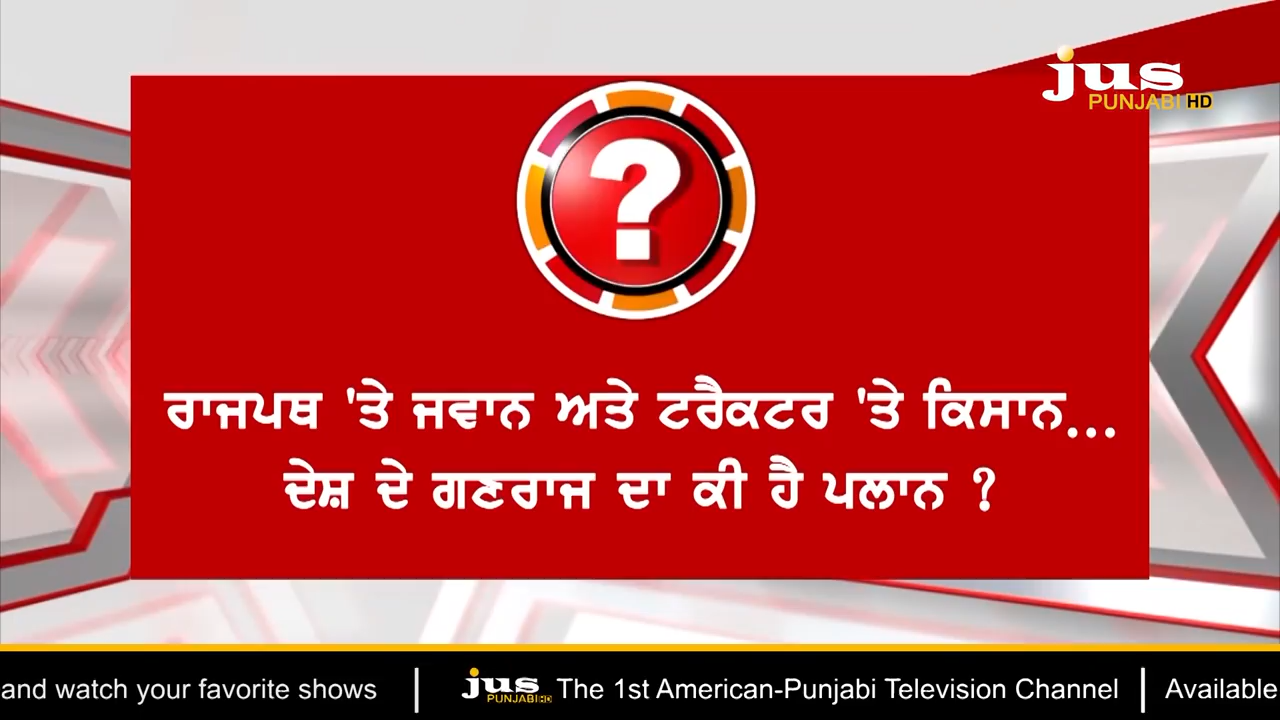 jus
PUNJABI HD
?
ਰਾਜਪਥ 'ਤੇ ਜਵਾਨ ਅਤੇ ਟਰੈਕਟਰ 'ਤੇ ਕਿਸਾਨ...
ਦੇਸ਼ ਦੇ ਗਣਰਾਜ ਦਾ ਕੀ ਹੈ ਪਲਾਨ ?
and watch your favorite shows | jus PUNJABI HD The 1st American-Punjabi Television Channel | Available